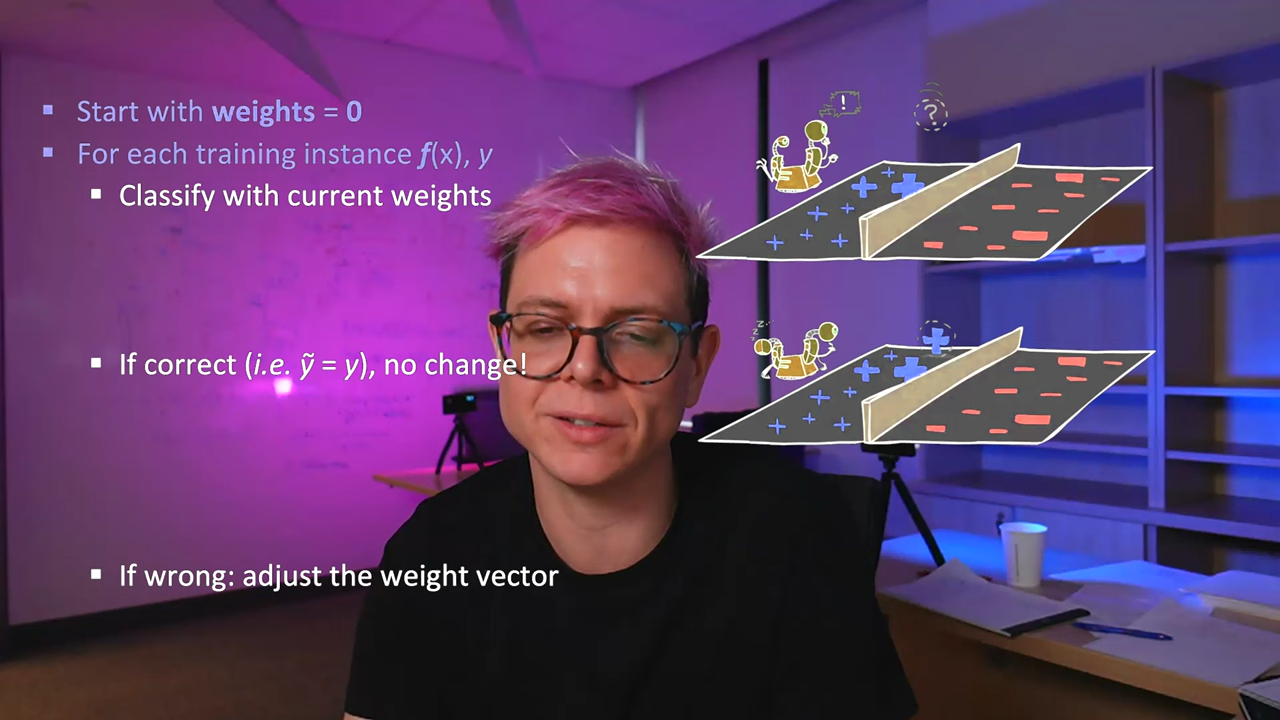 ▪ Start with weights = 0
▪ For each training instance f(x), y
▪ Classify with current weights
!
?
▪ If correct (i.e. ỹ = y), no change!
z z
▪ If wrong: adjust the weight vector